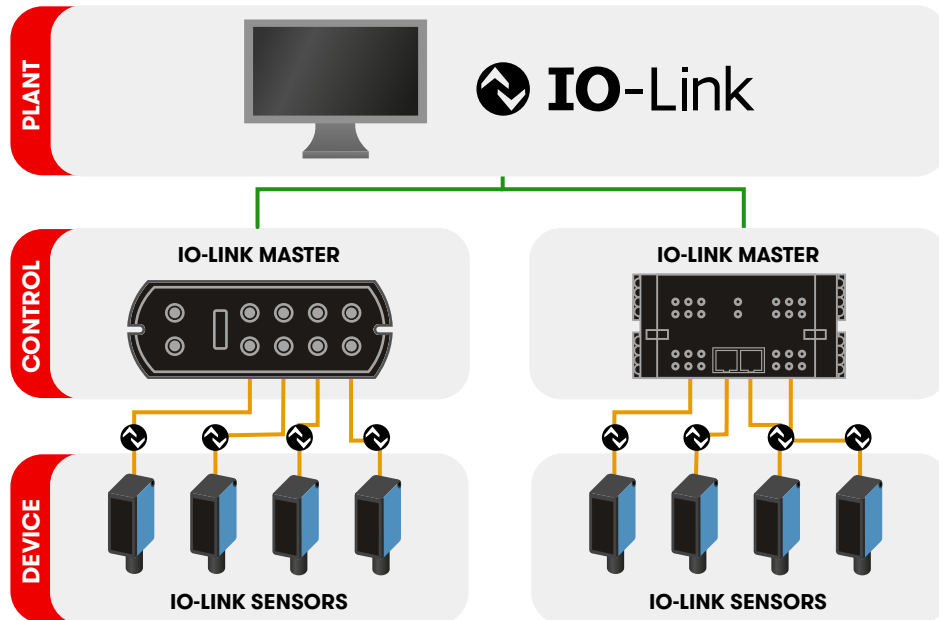 PLANT
IO-Link
CONTROL
IO-LINK MASTER
IO-LINK MASTER
DEVICE
IO-LINK SENSORS
IO-LINK SENSORS